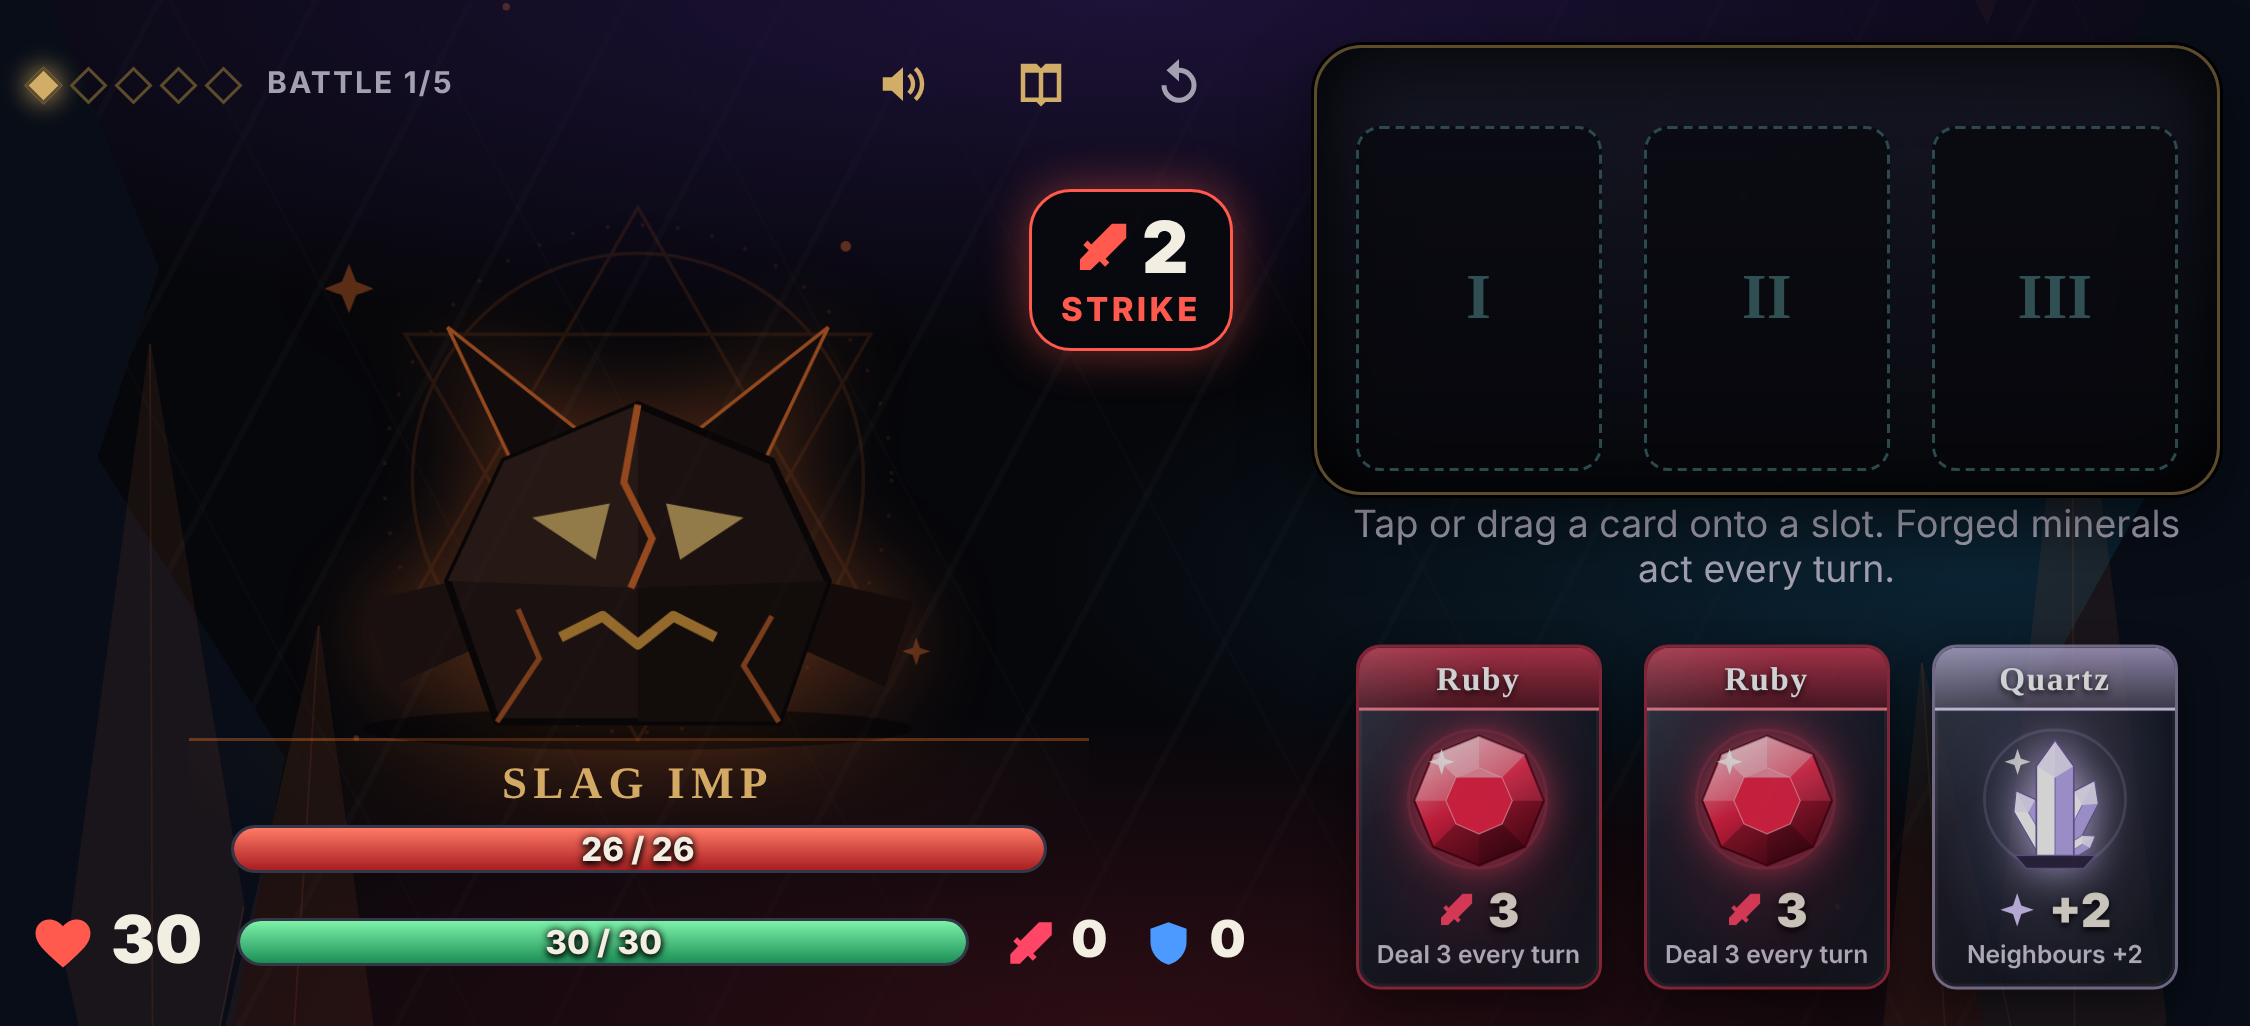 BATTLE 1/5
2
STRIKE
I
II
III
Tap or drag a card onto a slot. Forged minerals
act every turn.
SLAG IMP
26 / 26
30
30 / 30
0
0
Ruby
3
Deal 3 every turn
Ruby
3
Deal 3 every turn
Quartz
+2
Neighbours +2